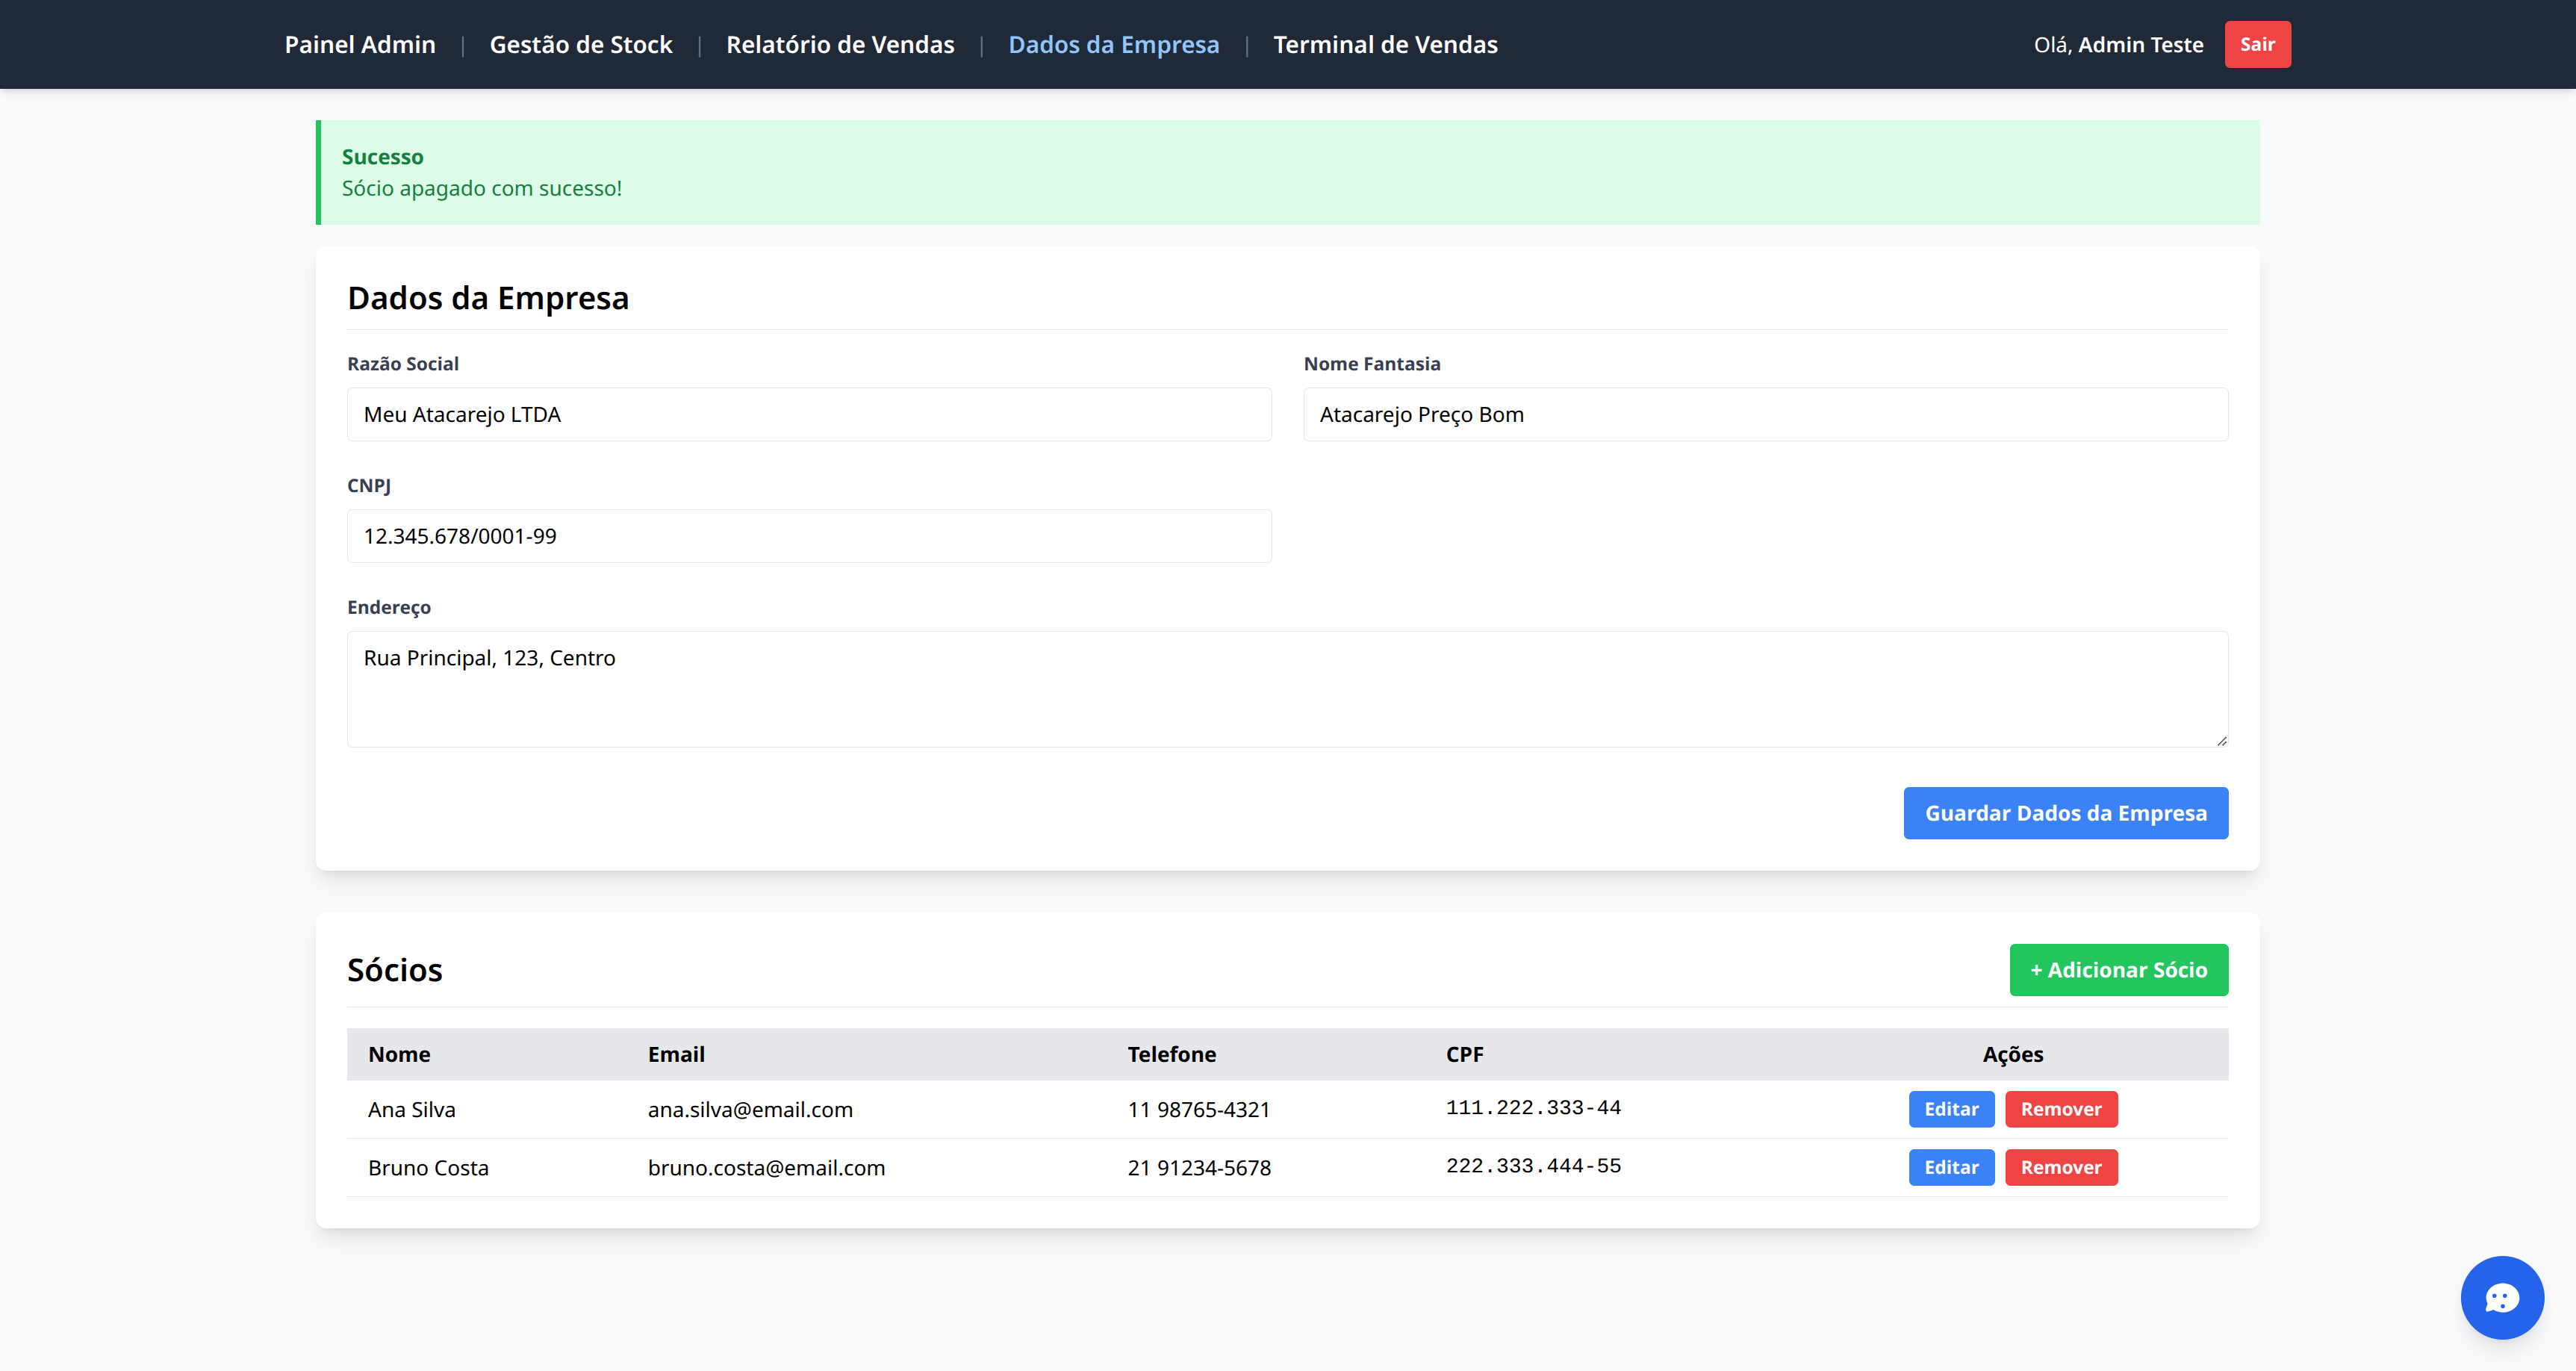 Painel Admin | Gestão de Stock | Relatório de Vendas | Dados da Empresa | Terminal de Vendas Olá, Admin Teste Sair
Sucesso
Sócio apagado com sucesso!
Dados da Empresa
Razão Social Nome Fantasia
Meu Atacarejo LTDA Atacarejo Preço Bom
CNPJ
12.345.678/0001-99
Endereço
Rua Principal, 123, Centro
Guardar Dados da Empresa
Sócios + Adicionar Sócio
Nome Email Telefone CPF Ações
Ana Silva ana.silva@email.com 11 98765-4321 111.222.333-44 Editar Remover
Bruno Costa bruno.costa@email.com 21 91234-5678 222.333.444-55 Editar Remover